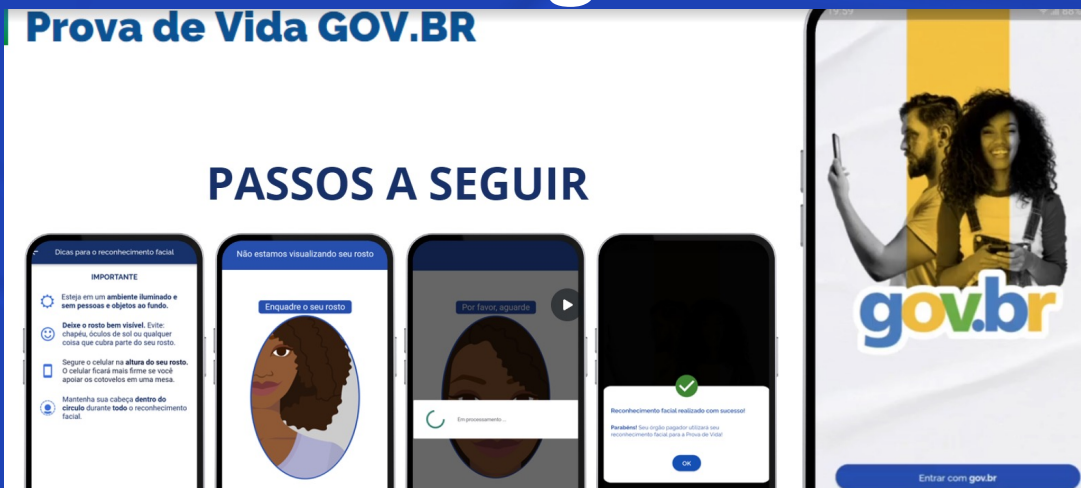 Prova de Vida GOV.BR
PASSOS A SEGUIR
Dicas para o reconhecimento facial
IMPORTANTE
Esteja em um ambiente iluminado e
sem pessoas e objetos ao fundo.
Deixe o rosto bem visível. Evite:
chapéu, óculos de sol ou qualquer
coisa que cubra parte do seu rosto.
Segure o celular na altura do seu rosto.
O celular ficará mais firme se você
apoiar os cotovelos em uma mesa.
Mantenha sua cabeça dentro do
círculo durante todo o reconhecimento
facial.
Não estamos visualizando seu rosto
Enquadre o seu rosto
Por favor, aguarde
Em processamento ...
Reconhecimento facial realizado com sucesso!
Parabéns! Seu órgão pagador utilizará seu
reconhecimento facial para a Prova de Vida!
OK
19:59
gov.br
Entrar com gov.br